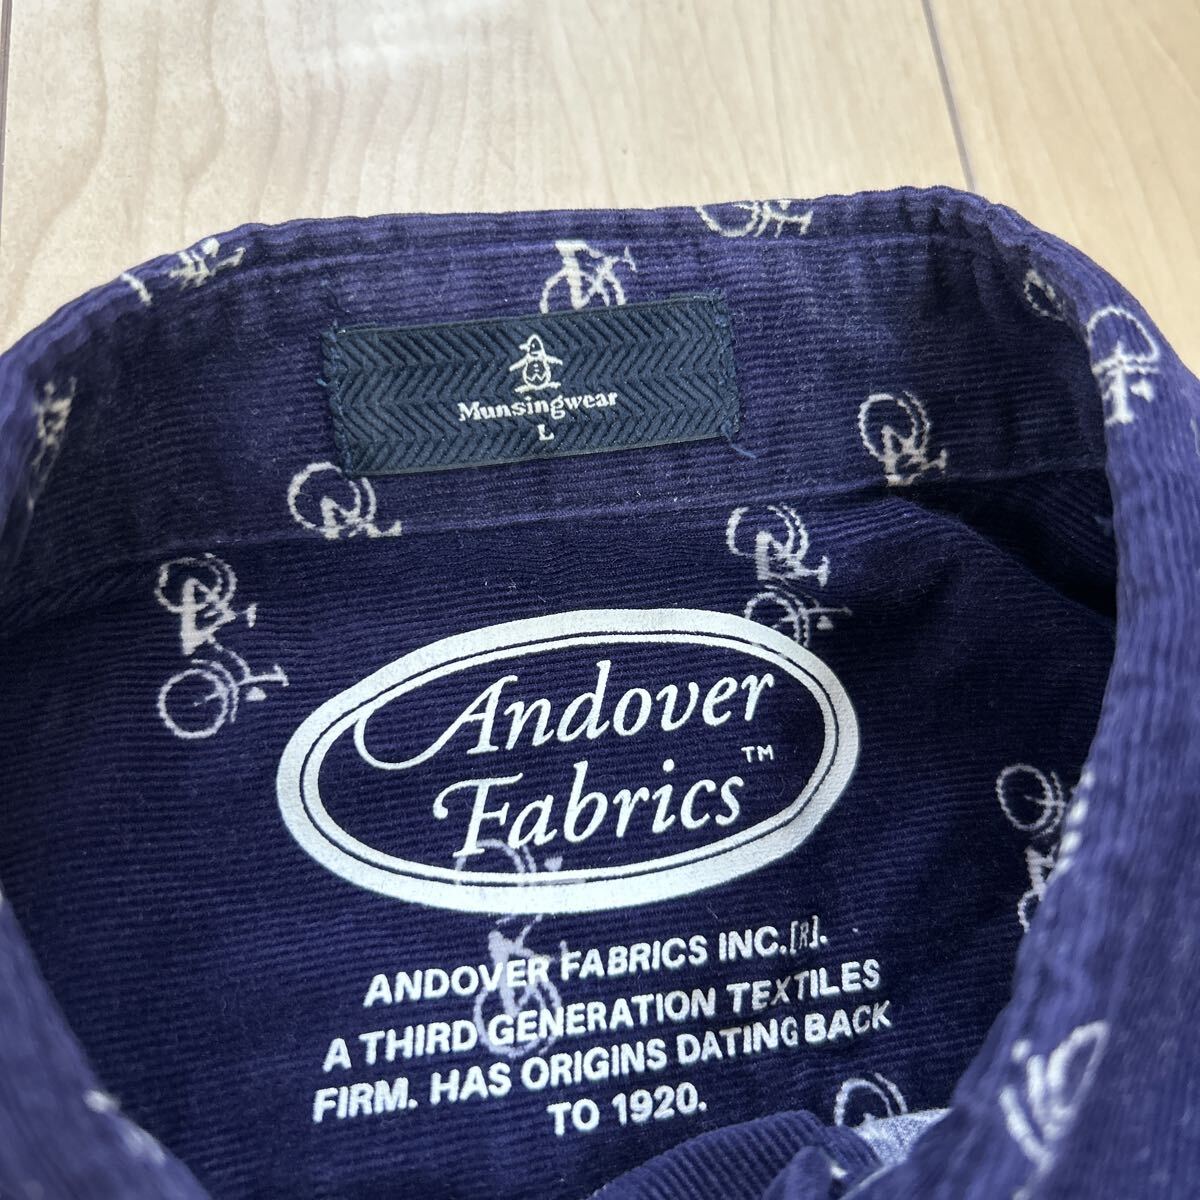 Munsingwear
L
Andover
Fabrics™
ANDOVER FABRICS INC.[R].
A THIRD GENERATION TEXTILES
FIRM. HAS ORIGINS DATING BACK
TO 1920.